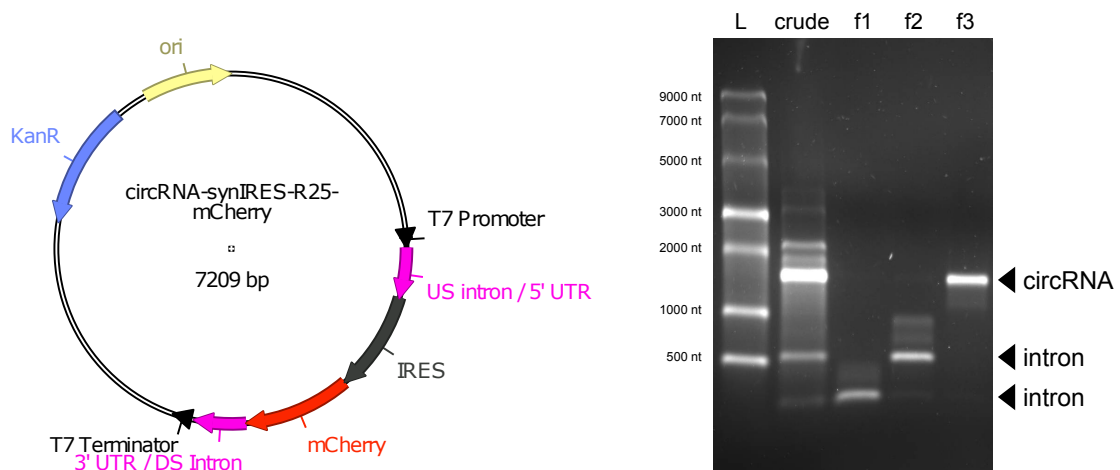 ori
KanR
circRNA-synIRES-R25-
mCherry
7209 bp
T7 Promoter
US intron / 5' UTR
IRES
mCherry
T7 Terminator
3' UTR / DS Intron
L crude f1 f2 f3
9000 nt
7000 nt
5000 nt
3000 nt
2000 nt
1000 nt
500 nt
circRNA
intron
intron